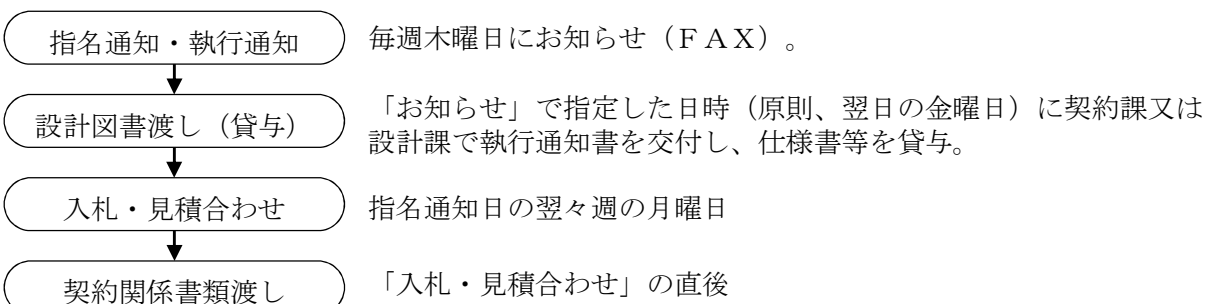 指名通知・執行通知
毎週木曜日にお知らせ（ＦＡＸ）。
設計図書渡し（貸与）
「お知らせ」で指定した日時（原則、翌日の金曜日）に契約課又は
設計課で執行通知書を交付し、仕様書等を貸与。
入札・見積合わせ
指名通知日の翌々週の月曜日
契約関係書類渡し
「入札・見積合わせ」の直後